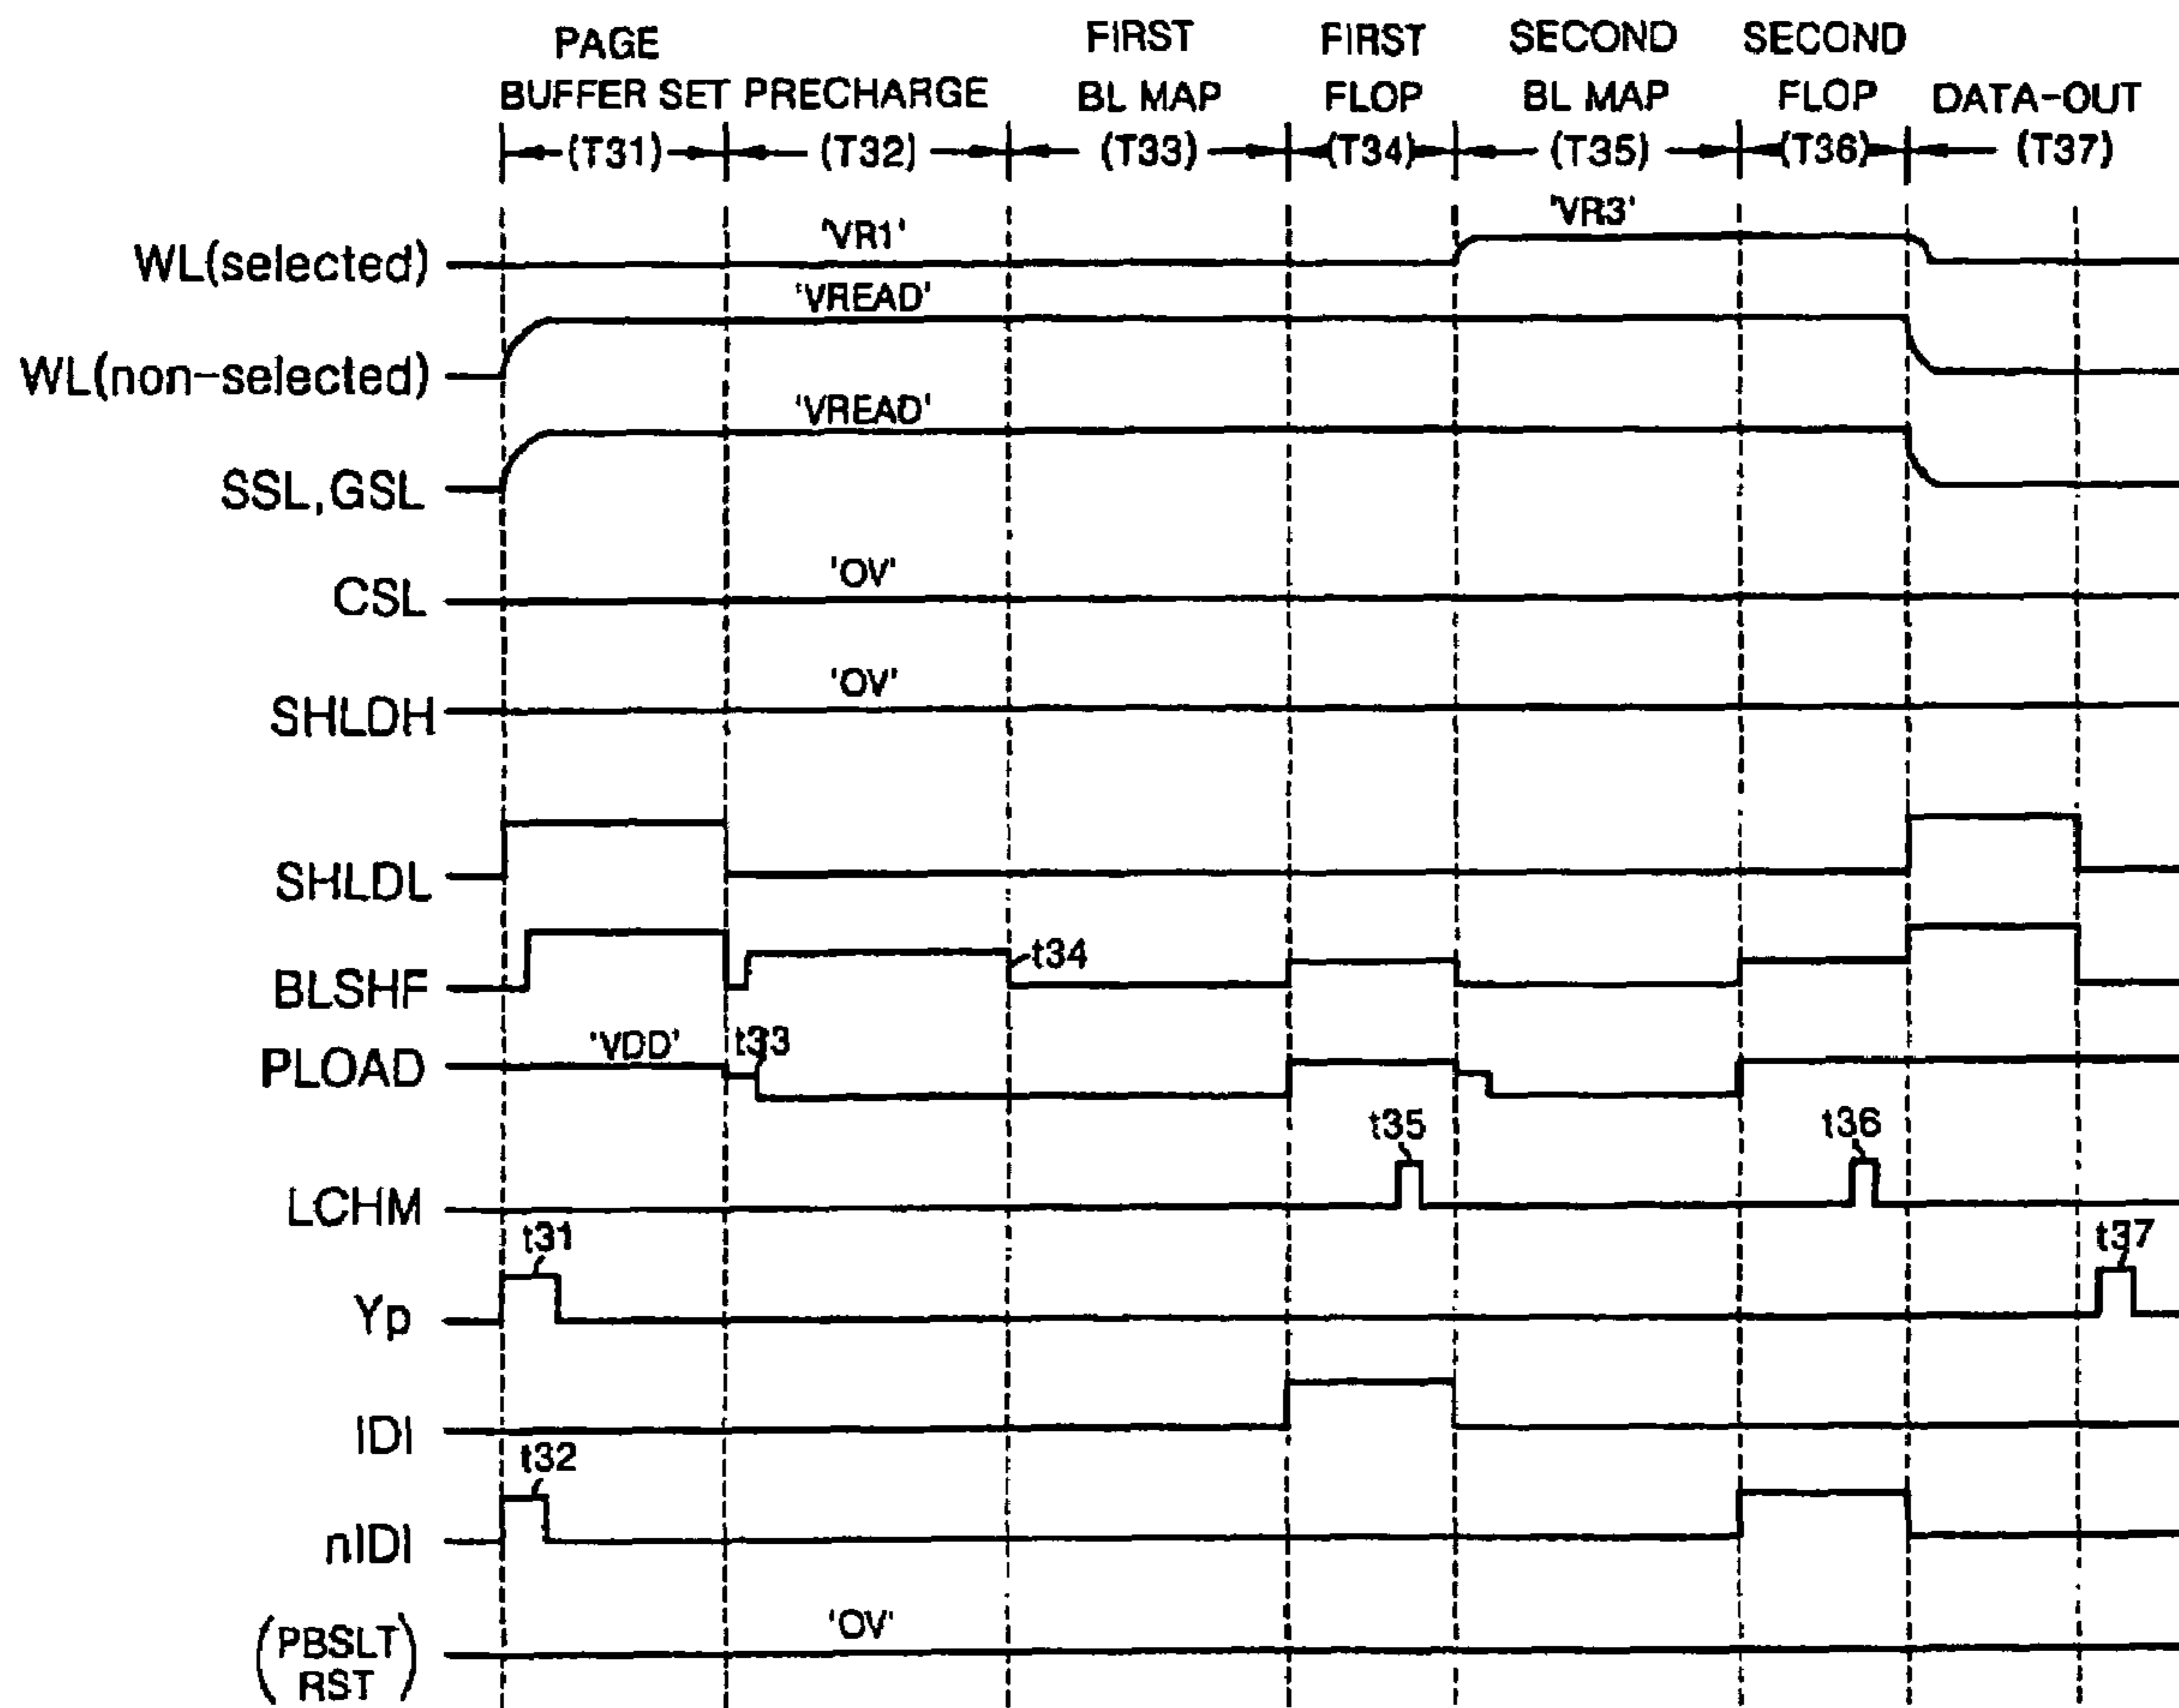 PAGE
BUFFER SET
(T31)
PRECHARGE
(T32)
FIRST
BL MAP
(T33)
FIRST
FLOP
(T34)
SECOND
BL MAP
(T35)
SECOND
FLOP
(T36)
DATA-OUT
(T37)
WL(selected)
'VR1'
'VR3'
WL(non-selected)
'VREAD'
SSL,GSL
'VREAD'
CSL
'OV'
SHLDH
'OV'
SHLDL
BLSHF
t34
PLOAD
'VDD'
t33
LCHM
t35
t36
Yp
t31
t37
IDI
nIDI
t32
(PBSLT
RST)
'OV'